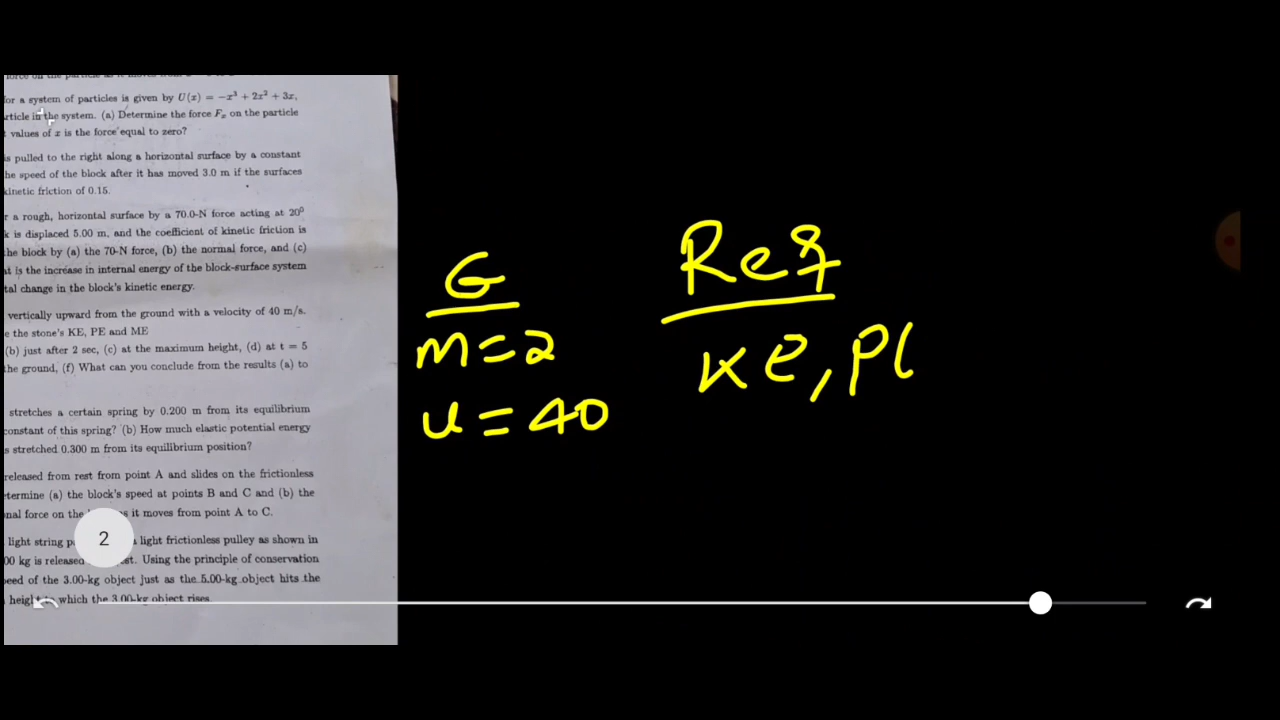 for a system of particles is given by U(x) = −x³ + 2x² + 3x,
rticle in the system. (a) Determine the force Fₓ on the particle
values of x is the force equal to zero?
is pulled to the right along a horizontal surface by a constant
he speed of the block after it has moved 3.0 m if the surfaces
kinetic friction of 0.15.
r a rough, horizontal surface by a 70.0-N force acting at 20⁰
k is displaced 5.00 m, and the coefficient of kinetic friction is
the block by (a) the 70-N force, (b) the normal force, and (c)
at is the increase in internal energy of the block-surface system
tal change in the block's kinetic energy.
vertically upward from the ground with a velocity of 40 m/s.
e the stone's KE, PE and ME
(b) just after 2 sec, (c) at the maximum height, (d) at t = 5
the ground, (f) What can you conclude from the results (a) to
stretches a certain spring by 0.200 m from its equilibrium
constant of this spring? (b) How much elastic potential energy
s stretched 0.300 m from its equilibrium position?
released from rest from point A and slides on the frictionless
termine (a) the block's speed at points B and C and (b) the
nal force on the it moves from point A to C.
light string light frictionless pulley as shown in
00 kg is released Using the principle of conservation
eed of the 3.00-kg object just as the 5.00-kg object hits the
height to which the 3.00-kg object rises.
2
G
m=2
u=40
Req
KE, P